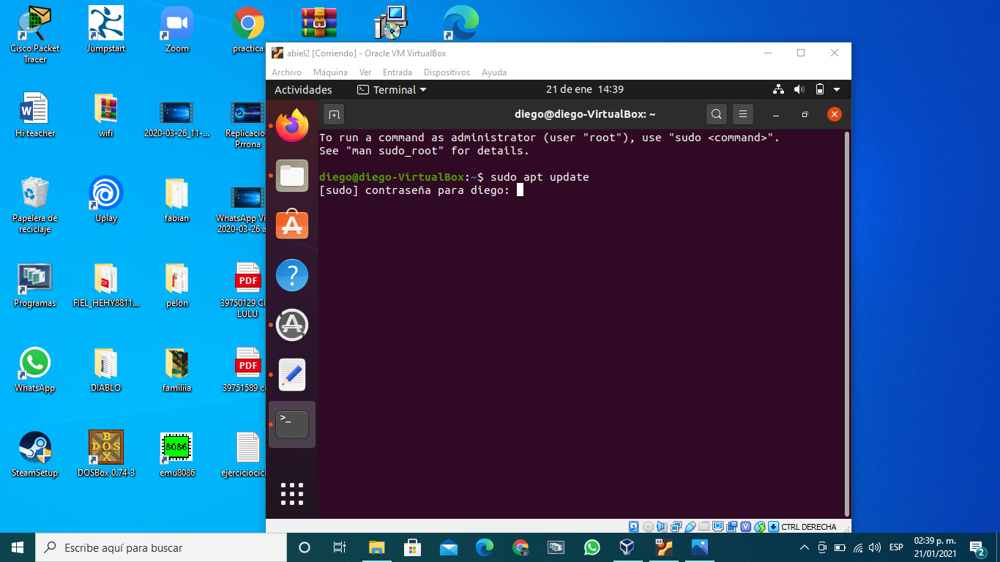 Cisco Packet
Tracer
Jumpstart
Zoom
practica
Hi teacher
wifi
2020-03-26_11-...
Replicacio
Prrona
Papelera de
reciclaje
Uplay
fabian
WhatsApp Vi
2020-03-26 a
Programas
FIEL_HEHY8811...
pelon
PDF
39750129 C
LULU
WhatsApp
DIABLO
familiia
PDF
39751589 ci
SteamSetup
DOSBox 0.74-3
emu8086
ejerciciocicl
abiel2 [Corriendo] - Oracle VM VirtualBox
Archivo Máquina Ver Entrada Dispositivos Ayuda
Actividades Terminal 21 de ene 14:39
diego@diego-VirtualBox: ~
To run a command as administrator (user "root"), use "sudo <command>".
See "man sudo_root" for details.
diego@diego-VirtualBox:~$ sudo apt update
[sudo] contraseña para diego:
CTRL DERECHA
Escribe aquí para buscar
ESP
02:39 p. m.
21/01/2021
2